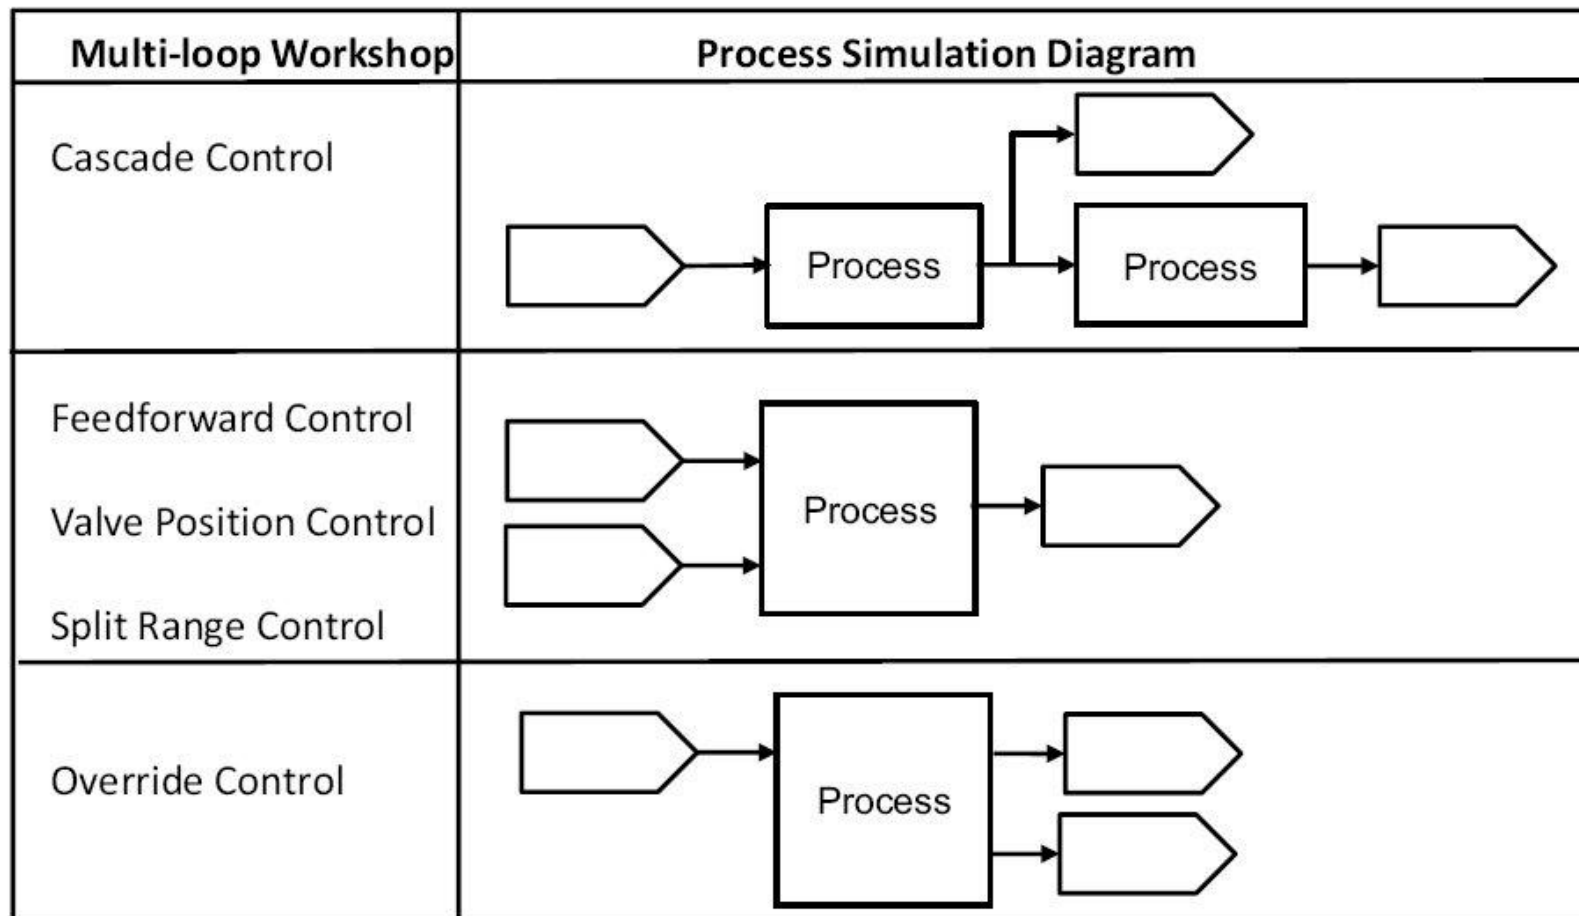 Multi-loop Workshop
Process Simulation Diagram
Cascade Control
Process
Process
Feedforward Control
Valve Position Control
Split Range Control
Process
Override Control
Process